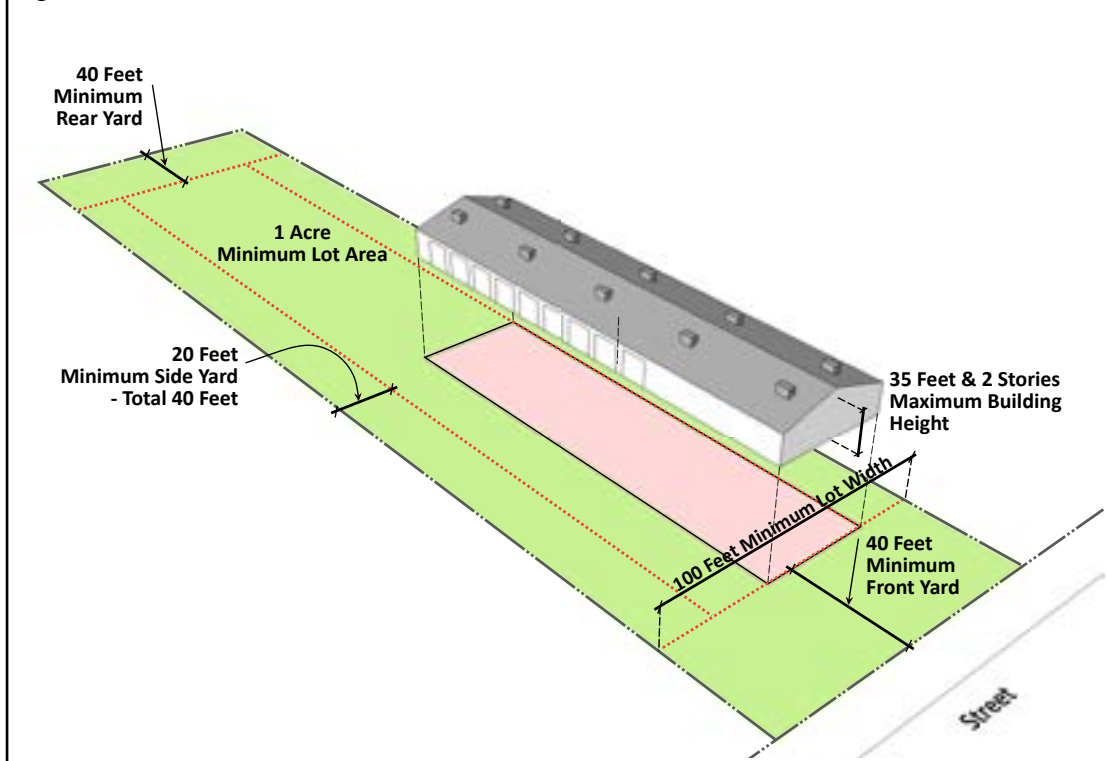 40 Feet
Minimum
Rear Yard
1 Acre
Minimum Lot Area
20 Feet
Minimum Side Yard
- Total 40 Feet
35 Feet & 2 Stories
Maximum Building
Height
100 Feet Minimum Lot Width
40 Feet
Minimum
Front Yard
Street